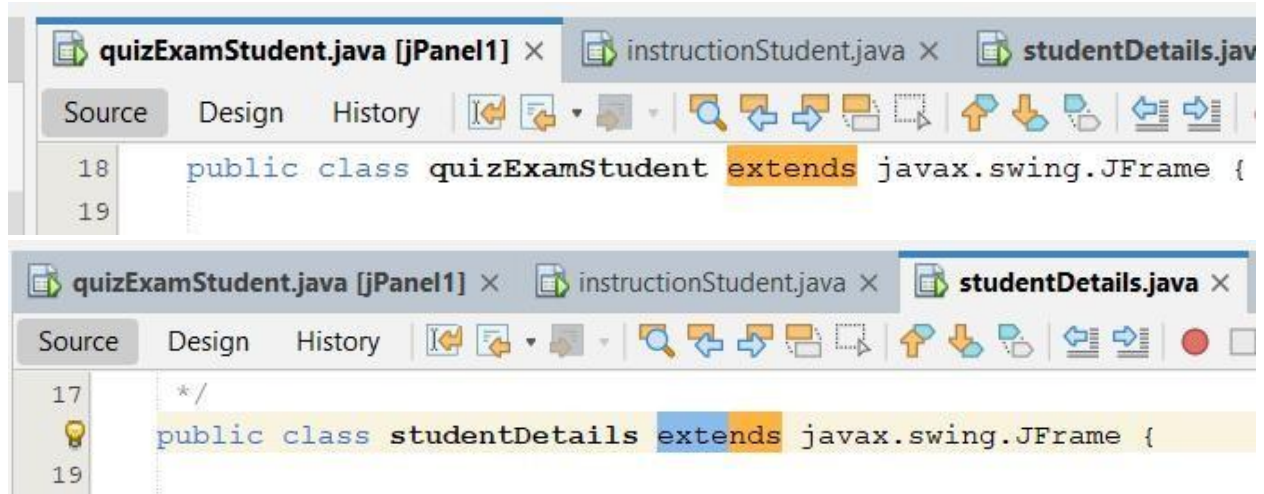 quizExamStudent.java [jPanel1] × instructionStudent.java × studentDetails.jav
Source Design History
18 public class quizExamStudent extends javax.swing.JFrame {
19
quizExamStudent.java [jPanel1] × instructionStudent.java × studentDetails.java ×
Source Design History
17 */
public class studentDetails extends javax.swing.JFrame {
19